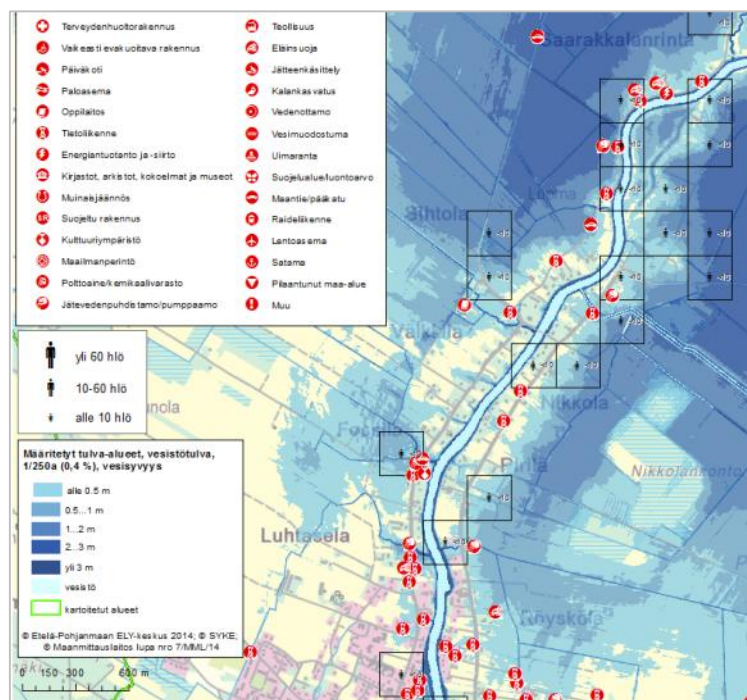 Terveydenhuoltorakennus
Vaikeasti evakuoitava rakennus
Päiväkoti
Paloasema
Oppilaitos
Tietoliikenne
Energiantuotanto ja -siirto
Kirjastot, arkistot, kokoelmat ja museot
Muinaisjäännös
Suojeltu rakennus
Kulttuuriympäristö
Maailmanperintö
Polttoaine/kemikaalivarasto
Jätevedenpuhdistamo/pumppaamo
Teollisuus
Eläinsuoja
Jätteenkäsittely
Kalankasvatus
Vedenottamo
Vesimuodostuma
Uimaranta
Suojelualue/luontoarvo
Maantie/pääkatu
Raideliikenne
Lentoasema
Satama
Pilaantunut maa-alue
Muu
yli 60 hlö
10-60 hlö
alle 10 hlö
Määritetyt tulva-alueet, vesistötulva,
1/250a (0,4 %), vesisyvyys
alle 0.5 m
0.5...1 m
1...2 m
2...3 m
yli 3 m
vesistö
kartoitetut alueet
© Etelä-Pohjanmaan ELY-keskus 2014; © SYKE,
© Maanmittauslaitos lupa nro 7/MML/14
0 150 300 600 m
Saarakkalanrinta
Luoma
Sihtola
Välkkilä
Nikkola
Pinta
Nikkolanronto
Luhtasela
Röyskölä